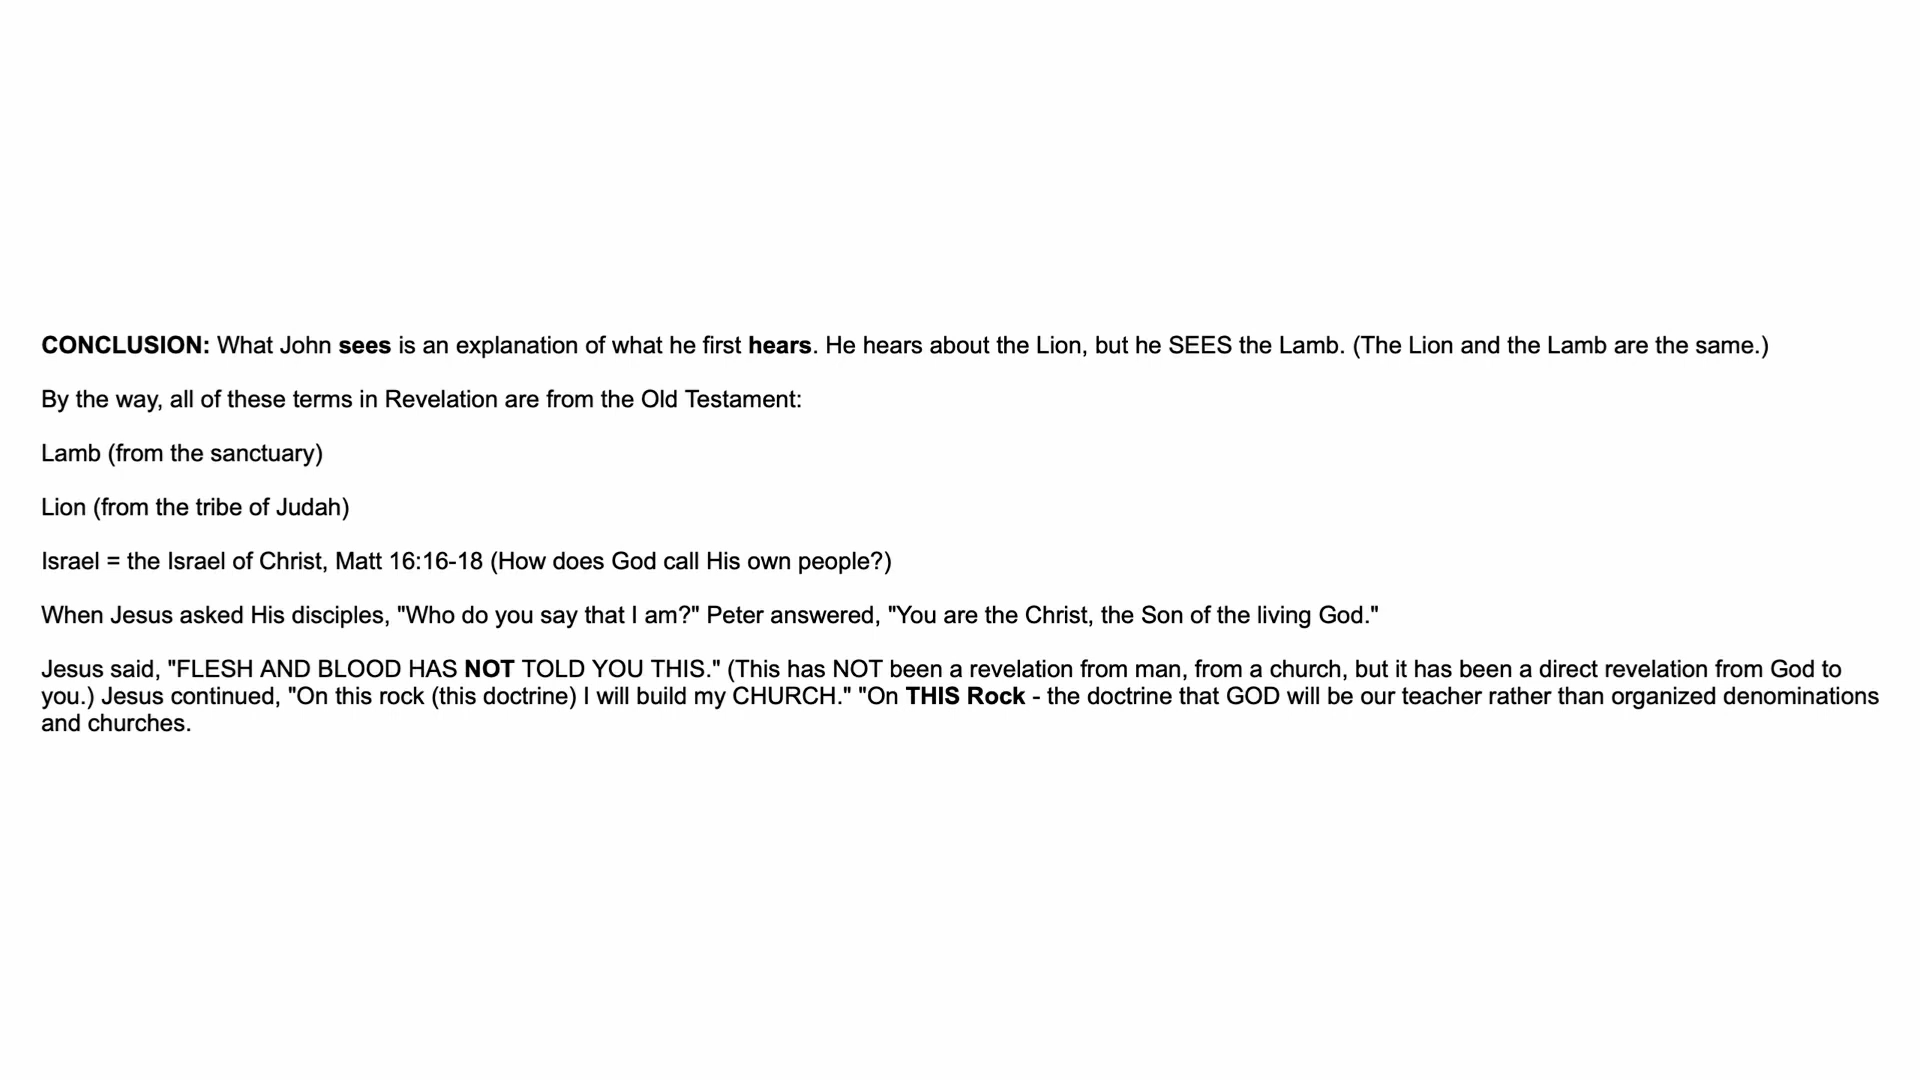 CONCLUSION: What John sees is an explanation of what he first hears. He hears about the Lion, but he SEES the Lamb. (The Lion and the Lamb are the same.)
By the way, all of these terms in Revelation are from the Old Testament:
Lamb (from the sanctuary)
Lion (from the tribe of Judah)
Israel = the Israel of Christ, Matt 16:16-18 (How does God call His own people?)
When Jesus asked His disciples, "Who do you say that I am?" Peter answered, "You are the Christ, the Son of the living God."
Jesus said, "FLESH AND BLOOD HAS NOT TOLD YOU THIS." (This has NOT been a revelation from man, from a church, but it has been a direct revelation from God to
you.) Jesus continued, "On this rock (this doctrine) I will build my CHURCH." "On THIS Rock - the doctrine that GOD will be our teacher rather than organized denominations
and churches.